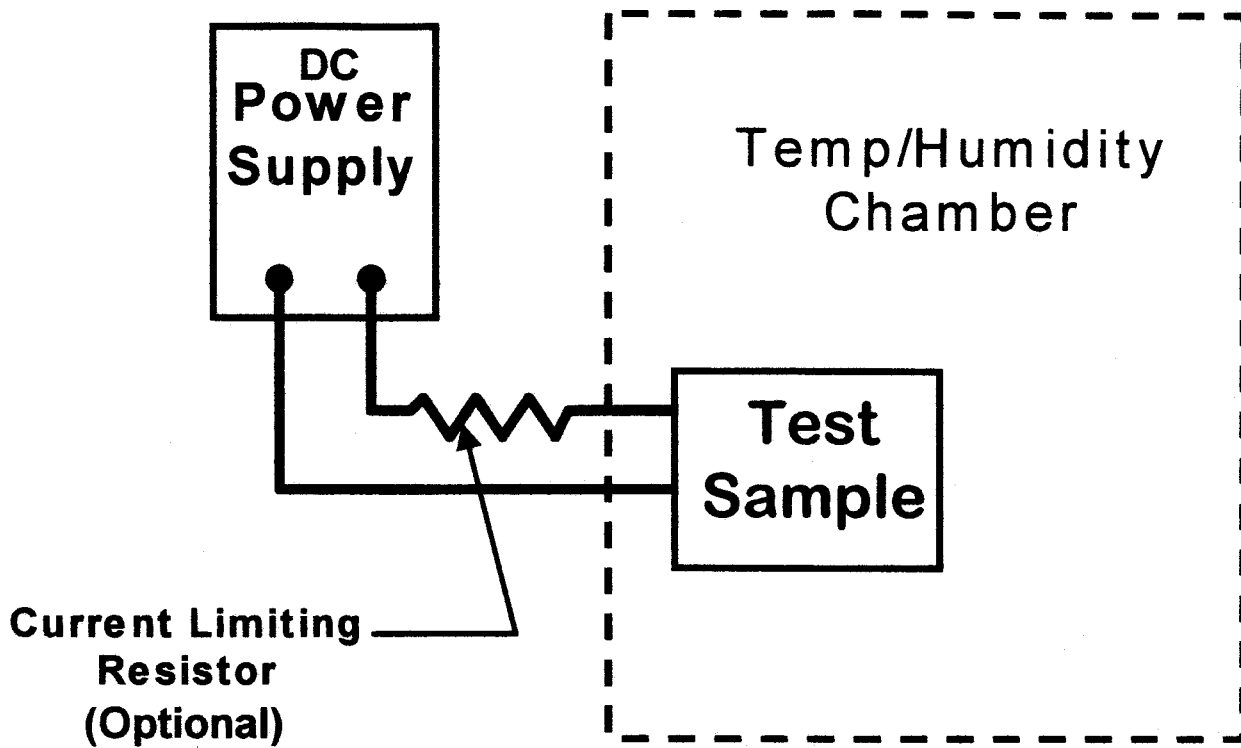 DC
Power
Supply
Temp/Humidity
Chamber
Test
Sample
Current Limiting
Resistor
(Optional)